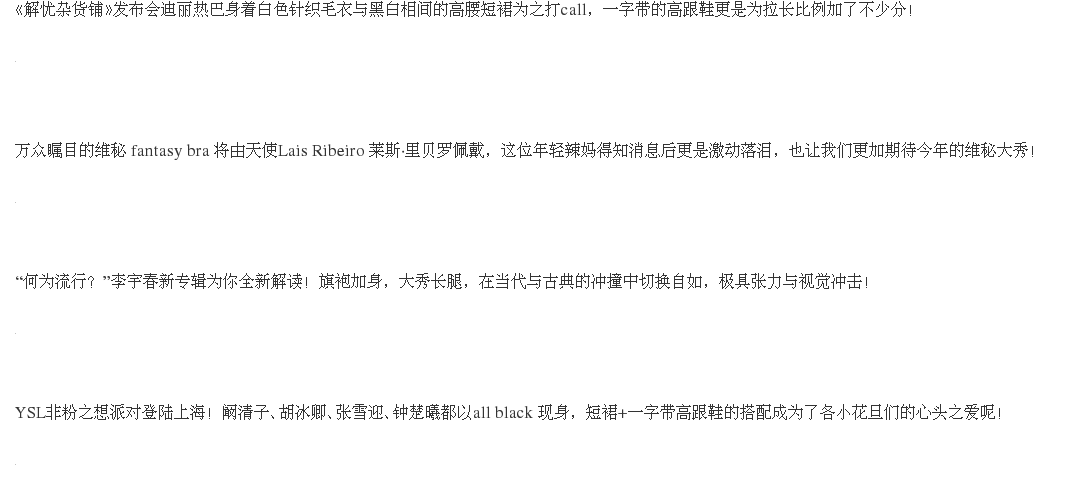 《解忧杂货铺》发布会迪丽热巴身着白色针织毛衣与黑白相间的高腰短裙为之打call，一字带的高跟鞋更是为拉长比例加了不少分！
万众瞩目的维秘 fantasy bra 将由天使Lais Ribeiro 莱斯·里贝罗佩戴，这位年轻辣妈得知消息后更是激动落泪，也让我们更加期待今年的维秘大秀！
“何为流行？”李宇春新专辑为你全新解读！旗袍加身，大秀长腿，在当代与古典的冲撞中切换自如，极具张力与视觉冲击！
YSL非粉之想派对登陆上海！阚清子、胡冰卿、张雪迎、钟楚曦都以all black 现身，短裙+一字带高跟鞋的搭配成为了各小花旦们的心头之爱呢！